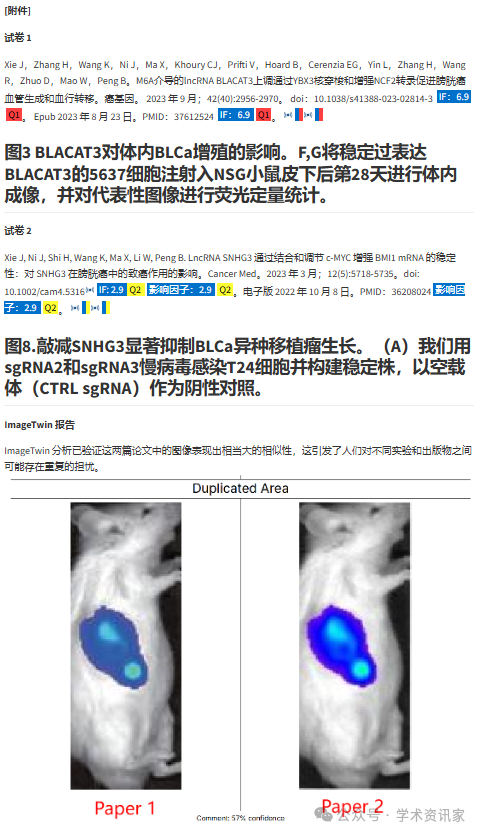 [附件]
试卷 1
Xie J，Zhang H，Wang K，Ni J，Ma X，Khoury CJ，Prifti V，Hoard B，Cerenzia EG，Yin L，Zhang H，Wang
R，Zhuo D，Mao W，Peng B。M6A介导的lncRNA BLACAT3上调通过YBX3核穿梭和增强NCF2转录促进膀胱癌
血管生成和血行转移。癌基因。 2023 年 9 月；42(40):2956-2970。 doi：10.1038/s41388-023-02814-3 IF：6.9
Q1 。 Epub 2023 年 8 月 23 日。PMID：37612524 IF：6.9 Q1 。
图3 BLACAT3对体内BLCa增殖的影响。F,G将稳定过表达
BLACAT3的5637细胞注射入NSG小鼠皮下后第28天进行体内
成像，并对代表性图像进行荧光定量统计。
试卷 2
Xie J, Ni J, Shi H, Wang K, Ma X, Li W, Peng B. LncRNA SNHG3 通过结合和调节 c-MYC 增强 BMI1 mRNA 的稳定
性：对 SNHG3 在膀胱癌中的致癌作用的影响。Cancer Med。2023 年 3 月；12(5):5718-5735。doi:
10.1002/cam4.5316 IF: 2.9 Q2 影响因子：2.9 Q2 。电子版 2022 年 10 月 8 日。PMID：36208024 影响因
子：2.9 Q2 。
图8.敲减SNHG3显著抑制BLCa异种移植瘤生长。（A）我们用
sgRNA2和sgRNA3慢病毒感染T24细胞并构建稳定株，以空载
体（CTRL sgRNA）作为阴性对照。
ImageTwin 报告
ImageTwin 分析已验证这两篇论文中的图像表现出相当大的相似性，这引发了人们对不同实验和出版物之间
可能存在重复的担忧。
Duplicated Area
Paper 1
Paper 2
Comment: 57% confidence
公众号 · 学术资讯家